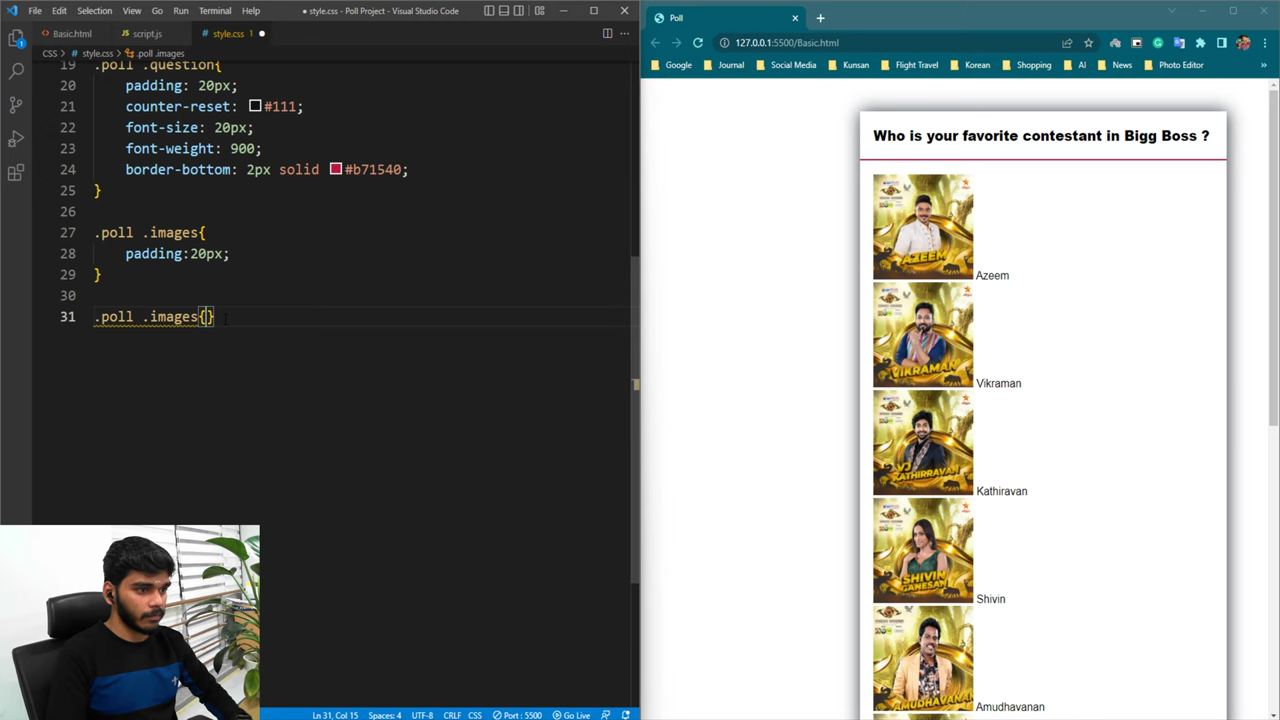 File Edit Selection View Go Run Terminal Help ● style.css - Poll Project - Visual Studio Code
Basic.html script.js # style.css 1 ●
CSS > # style.css > .poll .images
19 .poll .question{
20 padding: 20px;
21 counter-reset: #111;
22 font-size: 20px;
23 font-weight: 900;
24 border-bottom: 2px solid #b71540;
25 }
26
27 .poll .images{
28 padding:20px;
29 }
30
31 .poll .images{}
1
Ln 31, Col 15 Spaces: 4 UTF-8 CRLF CSS Port : 5500 Go Live
Poll
127.0.0.1:5500/Basic.html
Google Journal Social Media Kunsan Flight Travel Korean Shopping AI News Photo Editor »
Who is your favorite contestant in Bigg Boss ?
AZEEM
Azeem
VIKRAMAN
Vikraman
VJ
KATHIRRAVAN
Kathiravan
SHIVIN
GANESAN
Shivin
AMUDHAVANAN
Amudhavanan